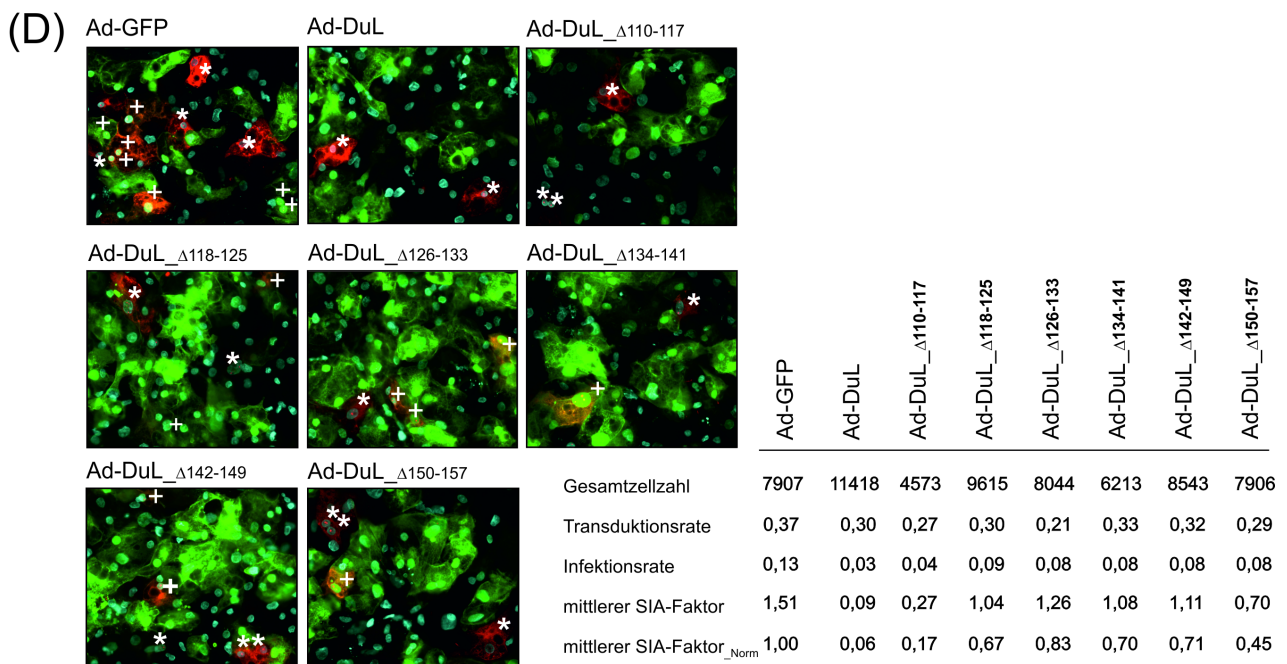 (D)
Ad-GFP
Ad-DuL
Ad-DuL_Δ110-117
Ad-DuL_Δ118-125
Ad-DuL_Δ126-133
Ad-DuL_Δ134-141
Ad-DuL_Δ142-149
Ad-DuL_Δ150-157
Ad-GFP
Ad-DuL
Ad-DuL_Δ110-117
Ad-DuL_Δ118-125
Ad-DuL_Δ126-133
Ad-DuL_Δ134-141
Ad-DuL_Δ142-149
Ad-DuL_Δ150-157
Gesamtzellzahl 7907 11418 4573 9615 8044 6213 8543 7906
Transduktionsrate 0,37 0,30 0,27 0,30 0,21 0,33 0,32 0,29
Infektionsrate 0,13 0,03 0,04 0,09 0,08 0,08 0,08 0,08
mittlerer SIA-Faktor 1,51 0,09 0,27 1,04 1,26 1,08 1,11 0,70
mittlerer SIA-Faktor_Norm 1,00 0,06 0,17 0,67 0,83 0,70 0,71 0,45